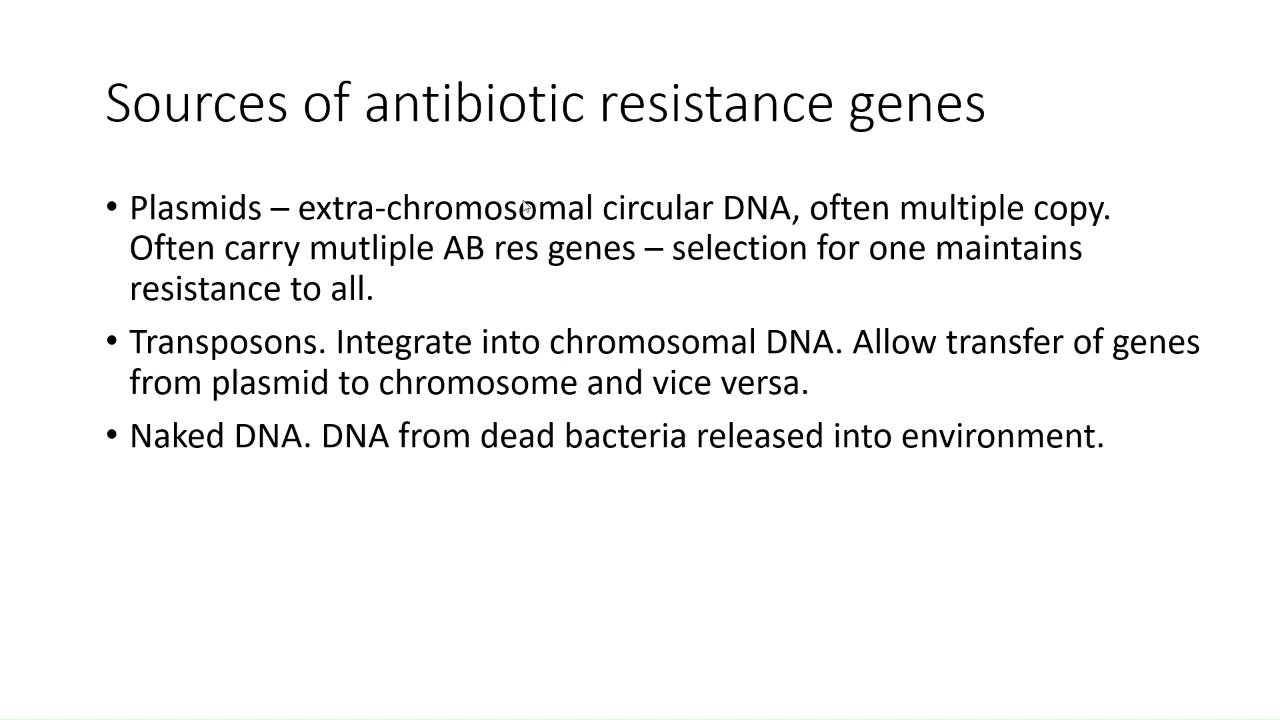 Sources of antibiotic resistance genes
• Plasmids – extra-chromosomal circular DNA, often multiple copy.
Often carry mutliple AB res genes – selection for one maintains
resistance to all.
• Transposons. Integrate into chromosomal DNA. Allow transfer of genes
from plasmid to chromosome and vice versa.
• Naked DNA. DNA from dead bacteria released into environment.